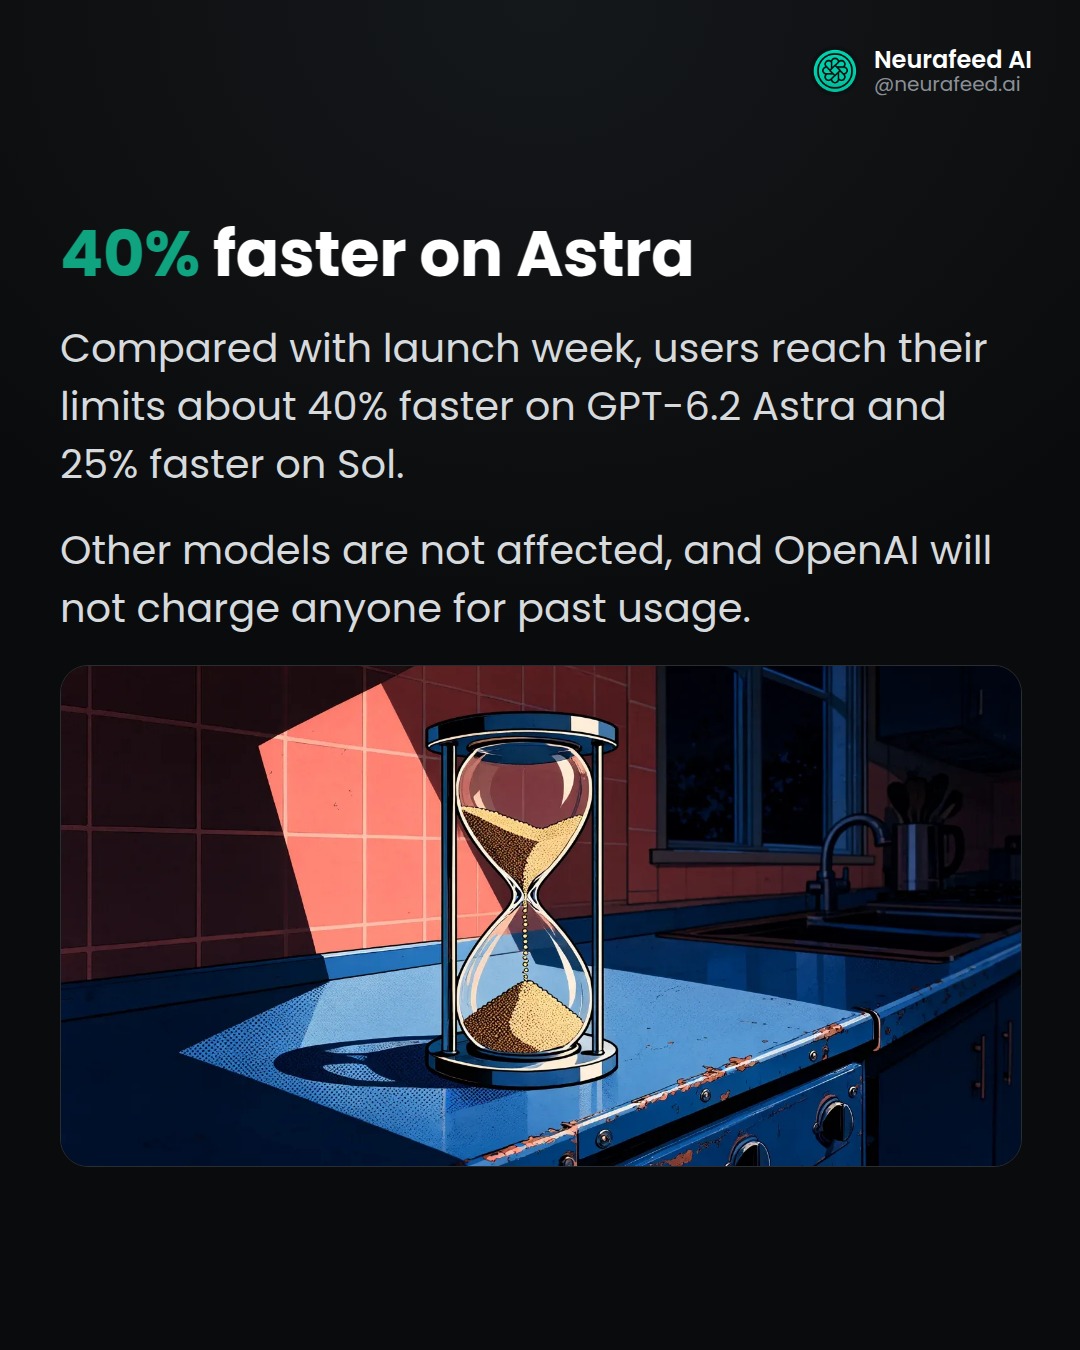 Neurafeed AI
@neurafeed.ai
40% faster on Astra
Compared with launch week, users reach their
limits about 40% faster on GPT-6.2 Astra and
25% faster on Sol.
Other models are not affected, and OpenAI will
not charge anyone for past usage.